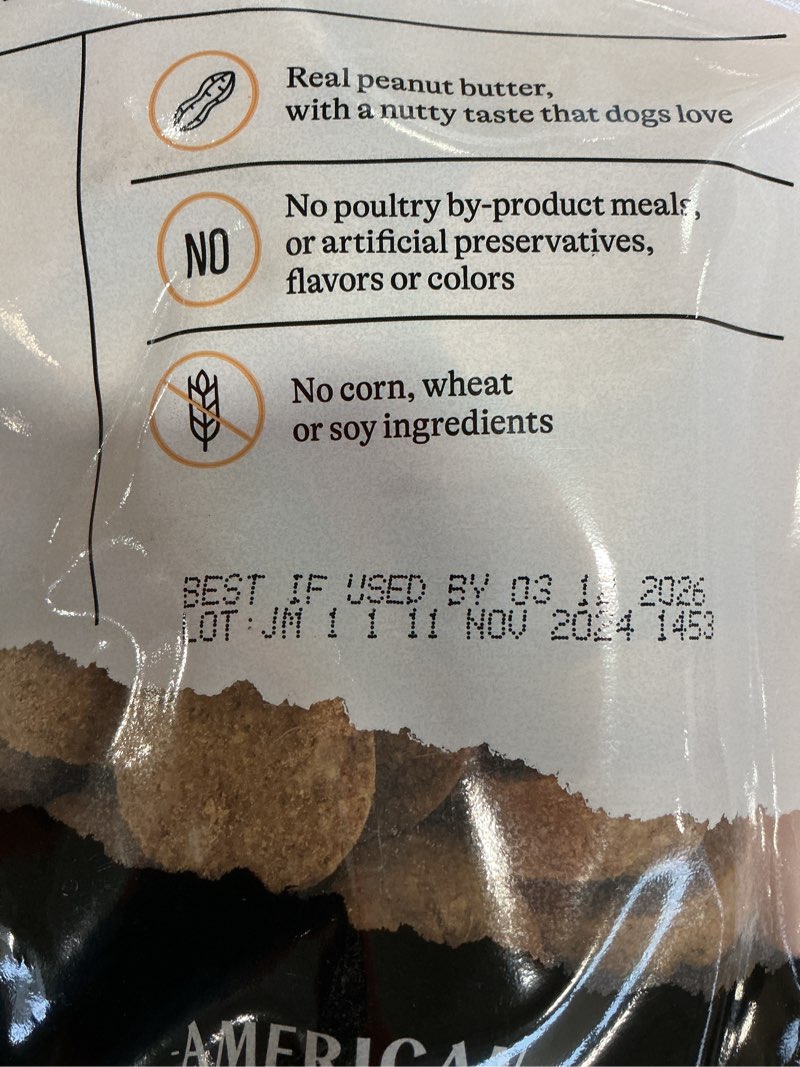 Real peanut butter,
with a nutty taste that dogs love
NO
No poultry by-product meals,
or artificial preservatives,
flavors or colors
No corn, wheat
or soy ingredients
BEST IF USED BY 03 2026
LOT:JM 1 1 11 NOV 2024 1453